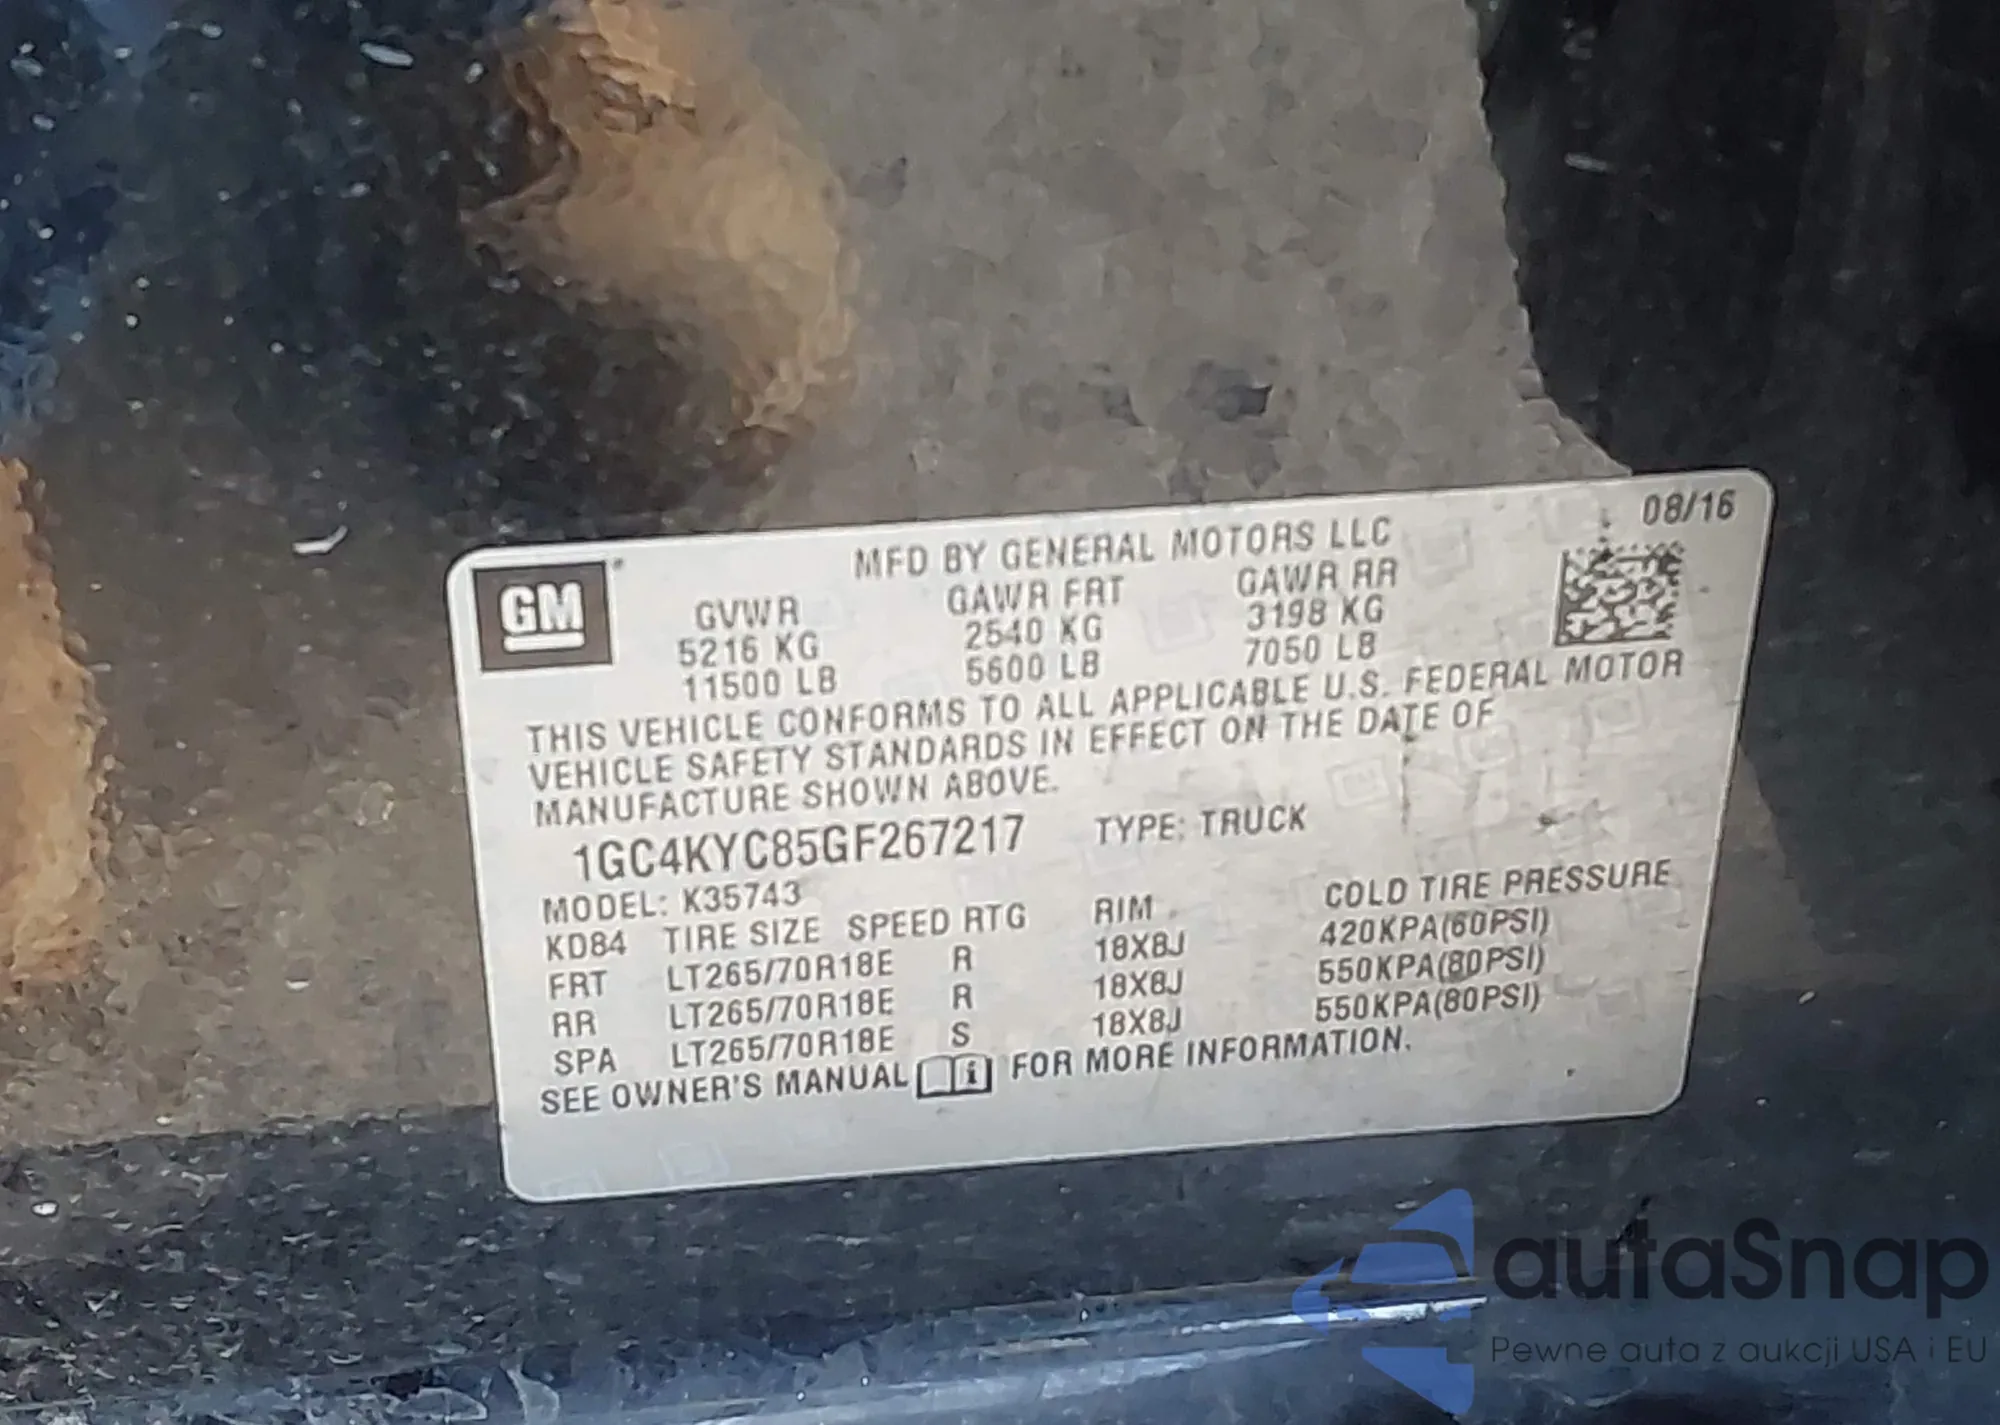 08/16
MFD BY GENERAL MOTORS LLC
GM
GVWR GAWR FRT GAWR RR
5216 KG 2540 KG 3198 KG
11500 LB 5600 LB 7050 LB
THIS VEHICLE CONFORMS TO ALL APPLICABLE U.S. FEDERAL MOTOR
VEHICLE SAFETY STANDARDS IN EFFECT ON THE DATE OF
MANUFACTURE SHOWN ABOVE.
1GC4KYC85GF267217 TYPE: TRUCK
MODEL: K35743
KD84 TIRE SIZE SPEED RTG RIM COLD TIRE PRESSURE
FRT LT265/70R18E R 18X8J 420KPA(60PSI)
RR LT265/70R18E R 18X8J 550KPA(80PSI)
SPA LT265/70R18E S 18X8J 550KPA(80PSI)
SEE OWNER'S MANUAL FOR MORE INFORMATION.
autaSnap
Pewne auta z aukcji USA i EU